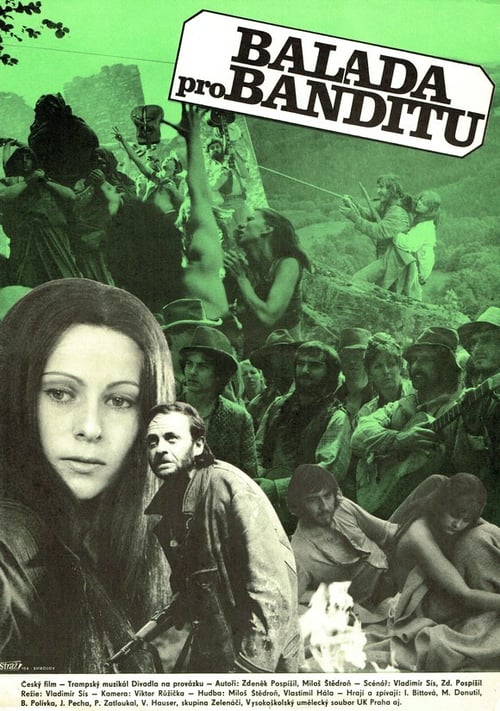 BALADA
pro BANDITU
Český film – Trampský muzikál Divadla na provázku – Autoři: Zdeněk Pospíšil, Miloš Štědroň – Scénář: Vladimír Sís, Zd. Pospíšil
Režie: Vladimír Sís – Kamera: Viktor Růžička – Hudba: Miloš Štědroň, Vlastimil Hála – Hrají a zpívají: I. Bittová, M. Donutil,
B. Polívka, J. Pecha, P. Zatloukal, V. Hauser, skupina Zelenáči, Vysokoškolský umělecký soubor UK Praha aj.